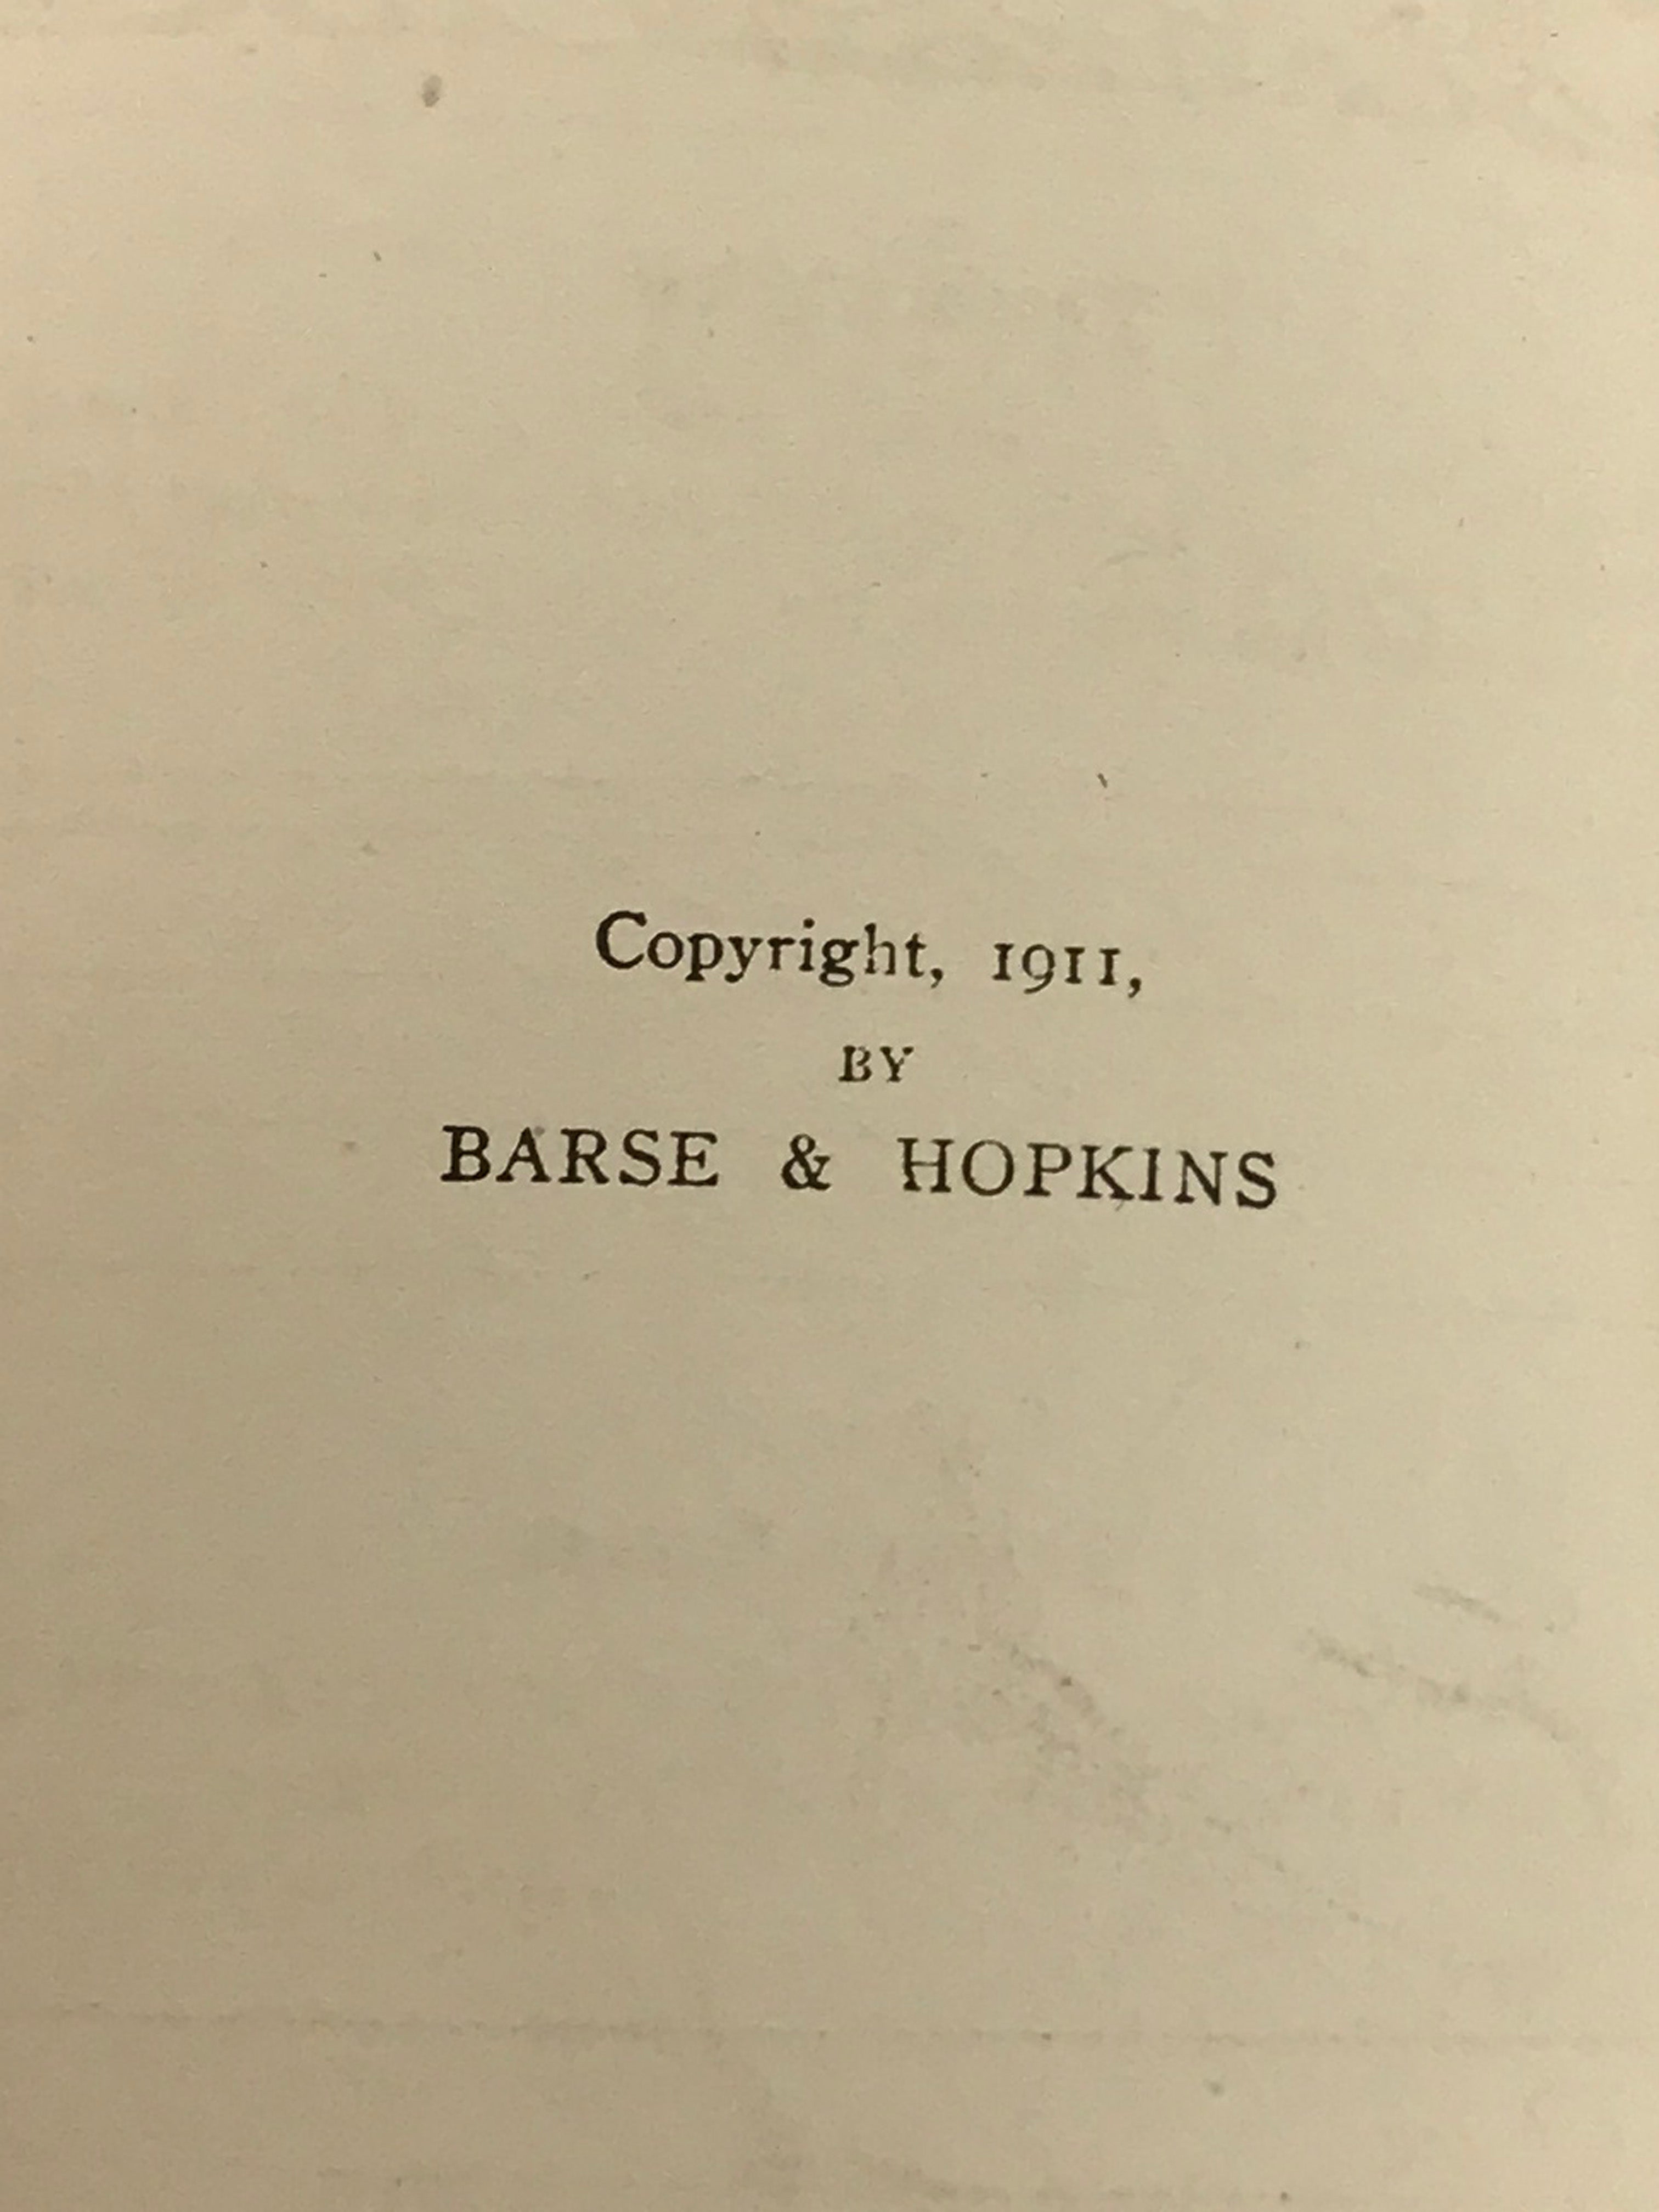 Copyright, 1911,
BY
BARSE & HOPKINS